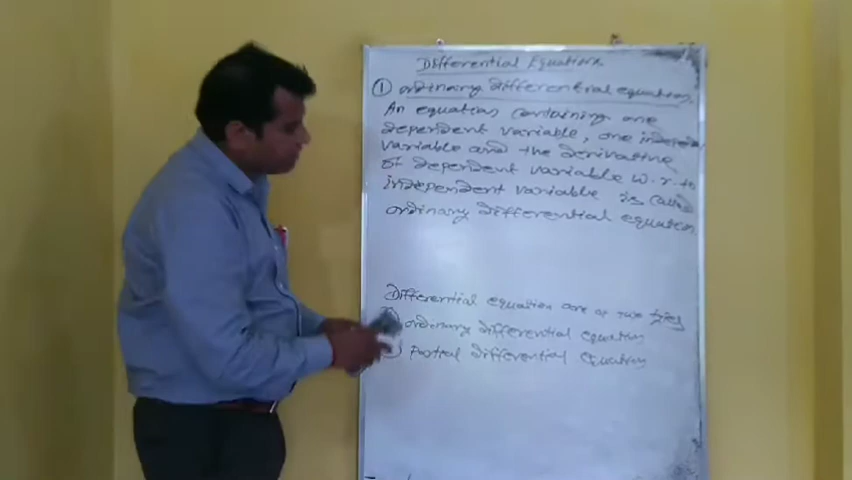 Differential Equation.
① ordinary differential equation.
An equation containing one
dependent variable, one independ
variable and the derivative
of dependent variable w.r.to
independent variable is called
ordinary differential equation
Differential equation are of two types
ordinary differential equation
differential equation